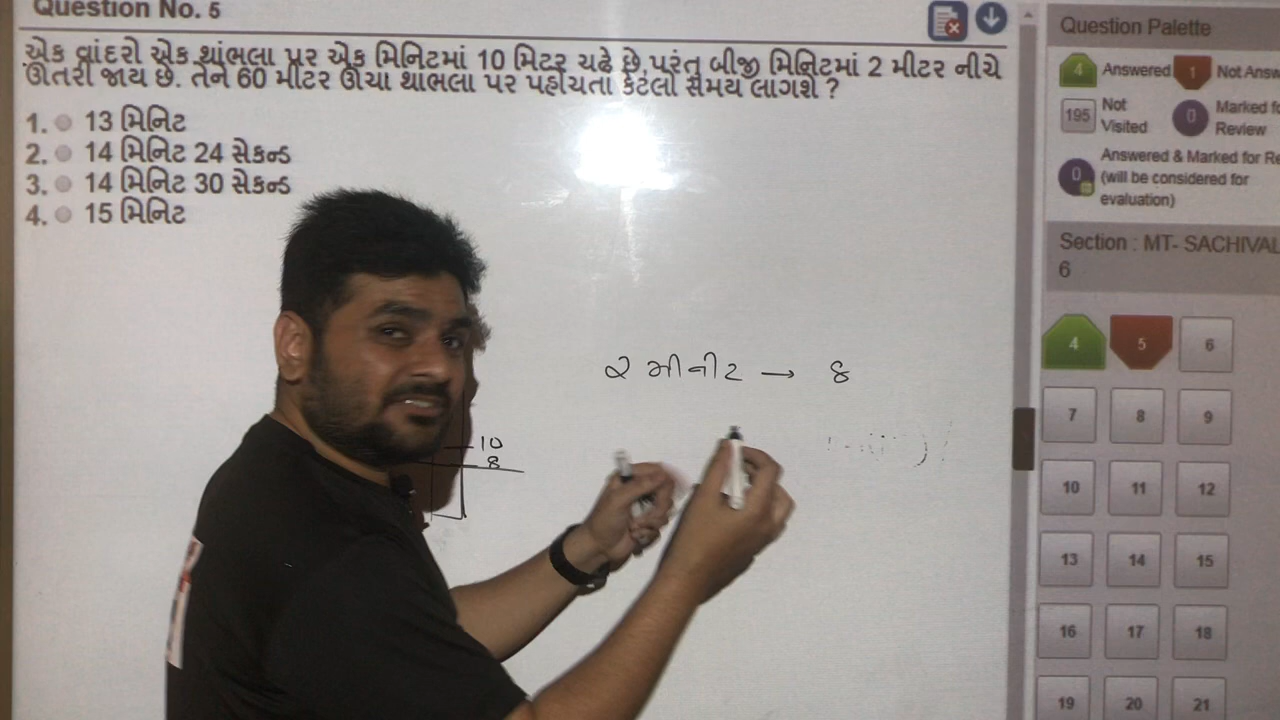 Question No. 5
એક વાંદરો એક થાંભલા પર એક મિનિટમાં 10 મિટર ચઢે છે પરંતુ બીજી મિનિટમાં 2 મીટર નીચે
ઊતરી જાય છે. તેને 60 મીટર ઊંચા થાંભલા પર પહોંચતા કેટલો સમય લાગશે ?
1. 13 મિનિટ
2. 14 મિનિટ 24 સેકન્ડ
3. 14 મિનિટ 30 સેકન્ડ
4. 15 મિનિટ
૨ મીનીટ → 8
10
8
Question Palette
4 Answered 1 Not Answ
195 Not Visited 0 Marked fo Review
0 Answered & Marked for Re
(will be considered for
evaluation)
Section : MT- SACHIVAL
6
4 5 6
7 8 9
10 11 12
13 14 15
16 17 18
19 20 21